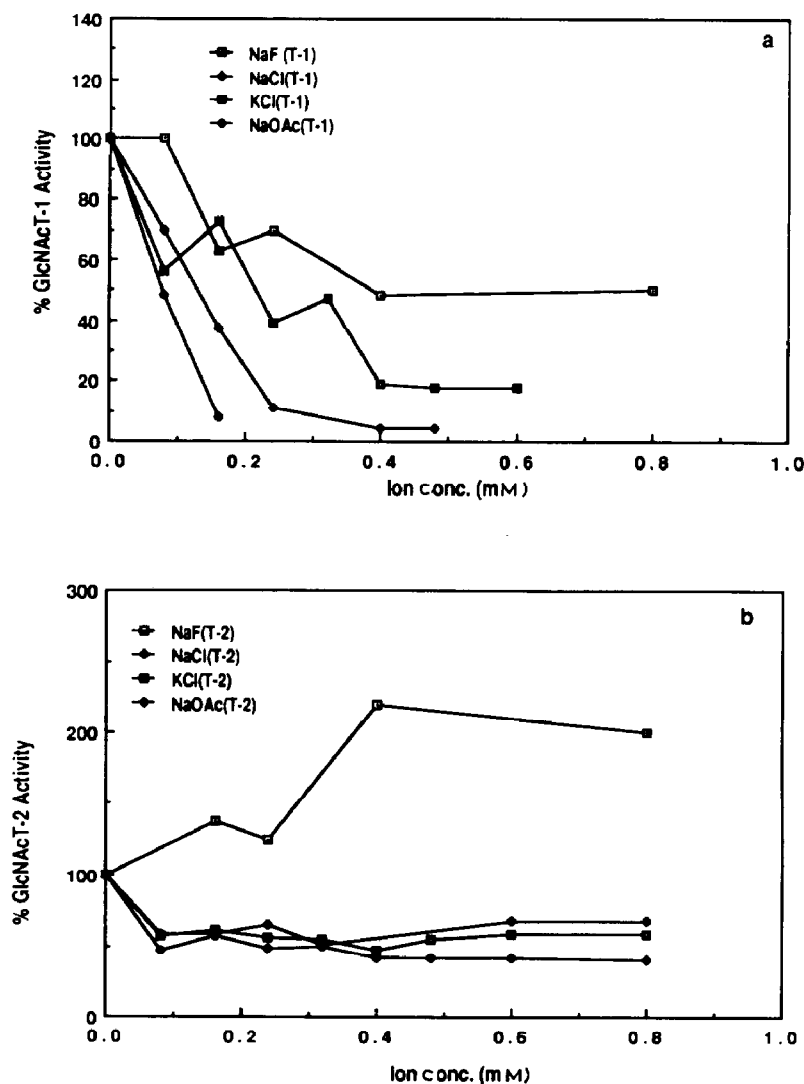 a
140
120
100
80
60
40
20
0
% GlcNAcT-1 Activity
NaF (T-1)
NaCl(T-1)
KCl(T-1)
NaOAc(T-1)
0.0
0.2
0.4
0.6
0.8
1.0
Ion conc. (mM)
b
300
200
100
0
% GlcNAcT-2 Activity
NaF(T-2)
NaCl(T-2)
KCl(T-2)
NaOAc(T-2)
0.0
0.2
0.4
0.6
0.8
1.0
Ion conc. (mM)